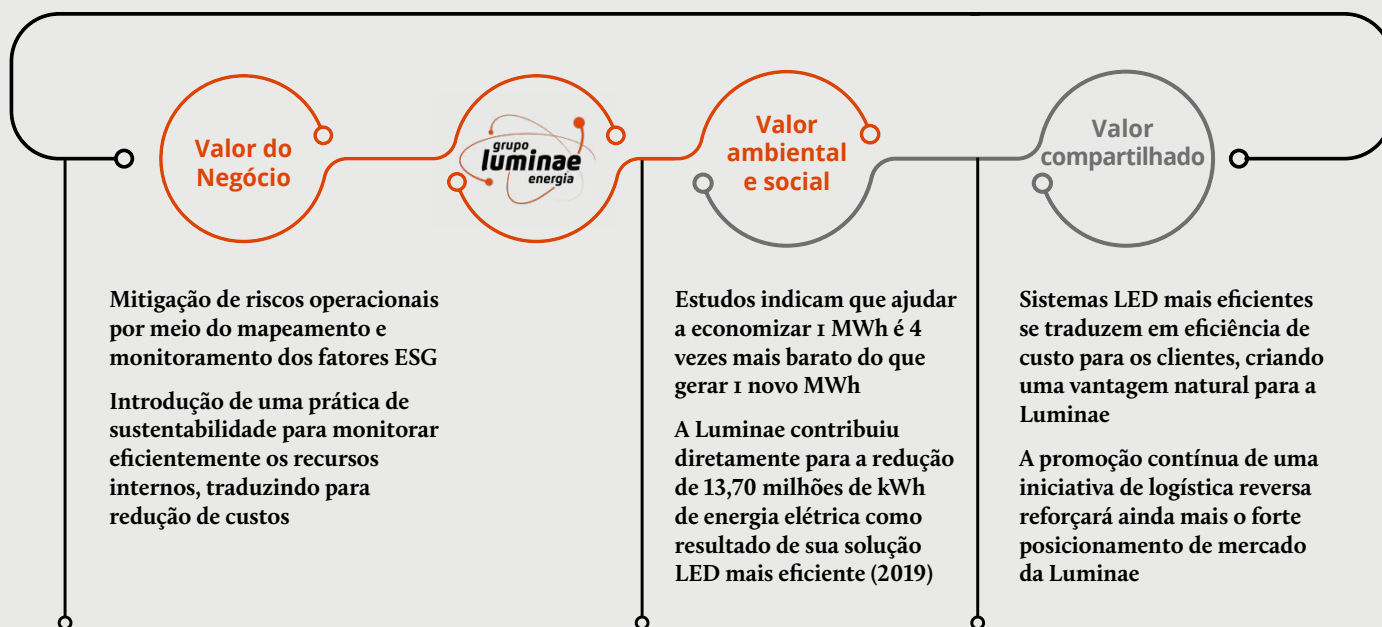 Valor do
Negócio
grupo
luminae
energia
Valor
ambiental
e social
Valor
compartilhado
Mitigação de riscos operacionais
por meio do mapeamento e
monitoramento dos fatores ESG
Introdução de uma prática de
sustentabilidade para monitorar
eficientemente os recursos
internos, traduzindo para
redução de custos
Estudos indicam que ajudar
a economizar 1 MWh é 4
vezes mais barato do que
gerar 1 novo MWh
A Luminae contribuiu
diretamente para a redução
de 13,70 milhões de kWh
de energia elétrica como
resultado de sua solução
LED mais eficiente (2019)
Sistemas LED mais eficientes
se traduzem em eficiência de
custo para os clientes, criando
uma vantagem natural para a
Luminae
A promoção contínua de uma
iniciativa de logística reversa
reforçará ainda mais o forte
posicionamento de mercado
da Luminae